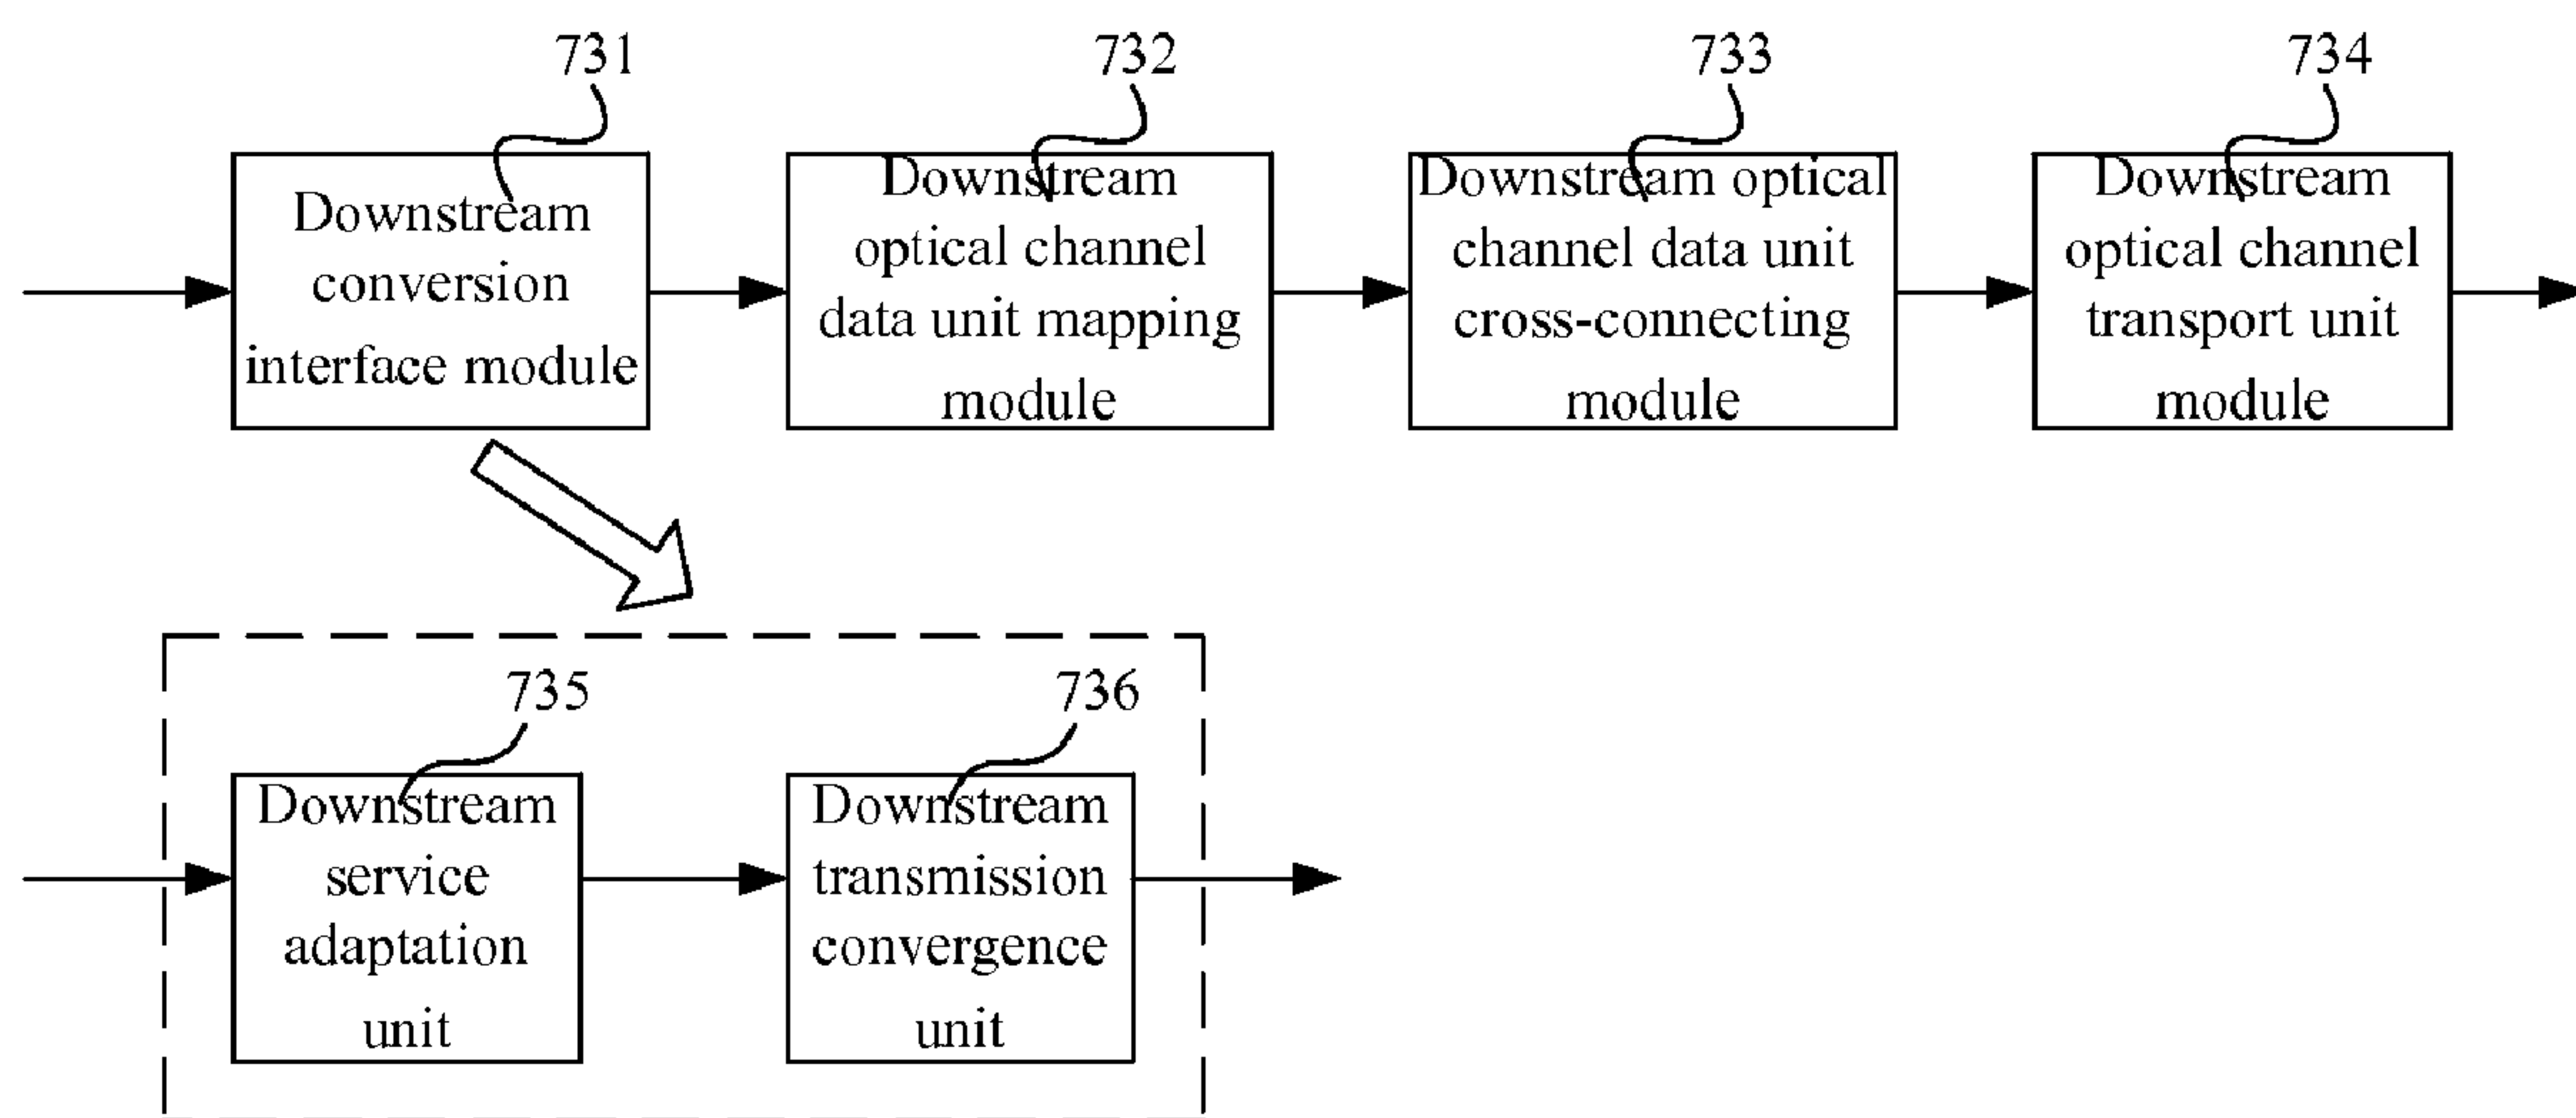 731
732
733
734
Downstream
conversion
interface module
Downstream
optical channel
data unit mapping
module
Downstream optical
channel data unit
cross-connecting
module
Downstream
optical channel
transport unit
module
735
736
Downstream
service
adaptation
unit
Downstream
transmission
convergence
unit